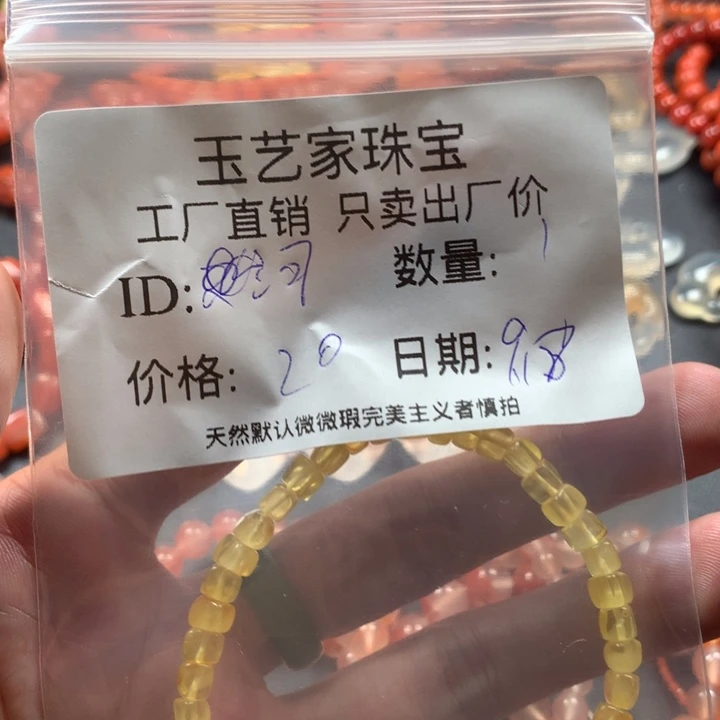 玉艺家珠宝
工厂直销 只卖出厂价
ID:
数量: 1
价格: 20
日期: 9.18
天然默认微微瑕完美主义者慎拍